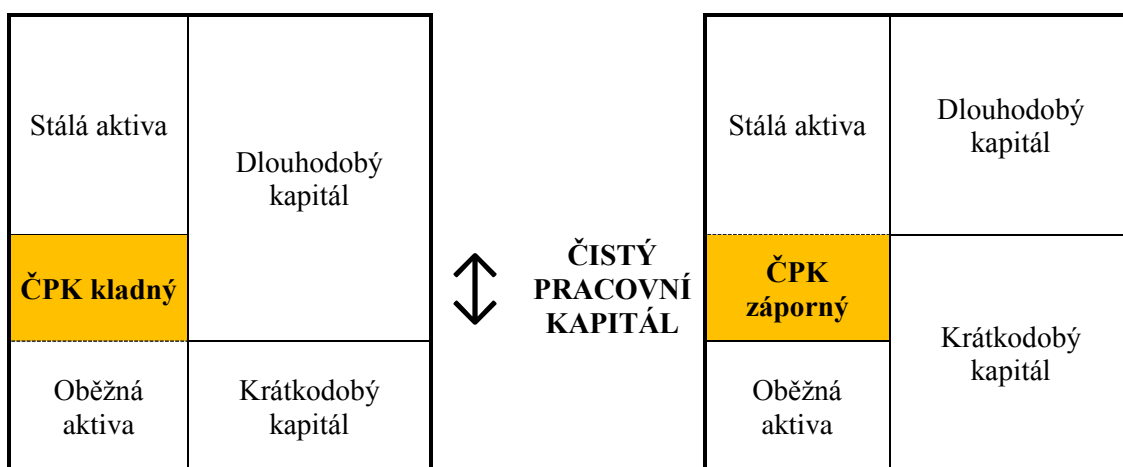 Stálá aktiva
Dlouhodobý
kapitál
ČPK kladný
Oběžná
aktiva
Krátkodobý
kapitál
ČISTÝ
PRACOVNÍ
KAPITÁL
Stálá aktiva
Dlouhodobý
kapitál
ČPK
záporný
Krátkodobý
kapitál
Oběžná
aktiva